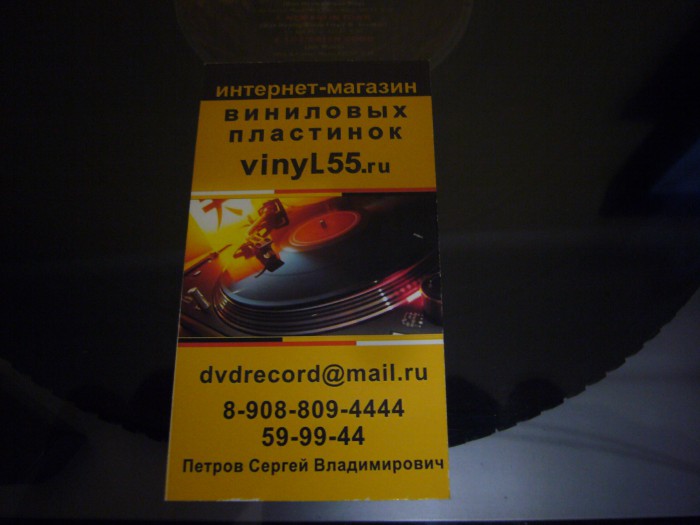 интернет-магазин
виниловых
пластинок
vinyL55.ru
dvdrecord@mail.ru
8-908-809-4444
59-99-44
Петров Сергей Владимирович